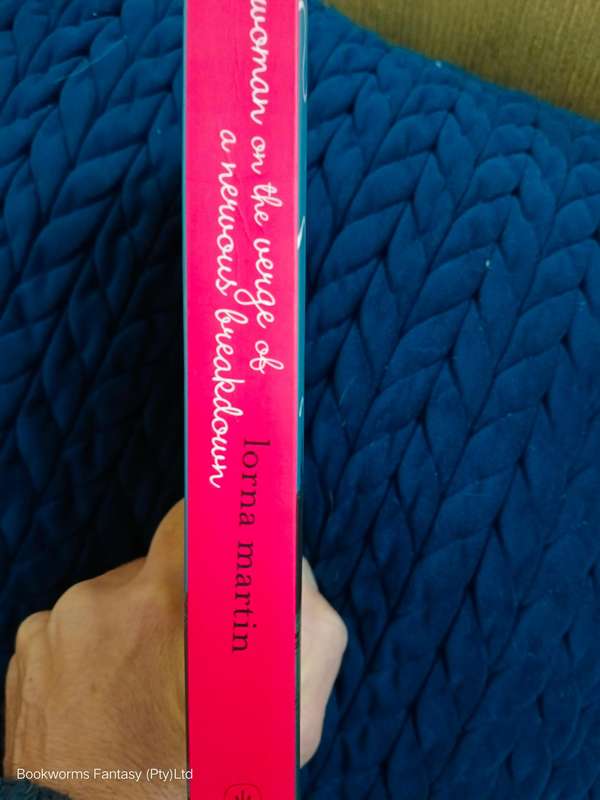 woman on the verge of
a nervous breakdown
lorna martin
Bookworms Fantasy (Pty)Ltd